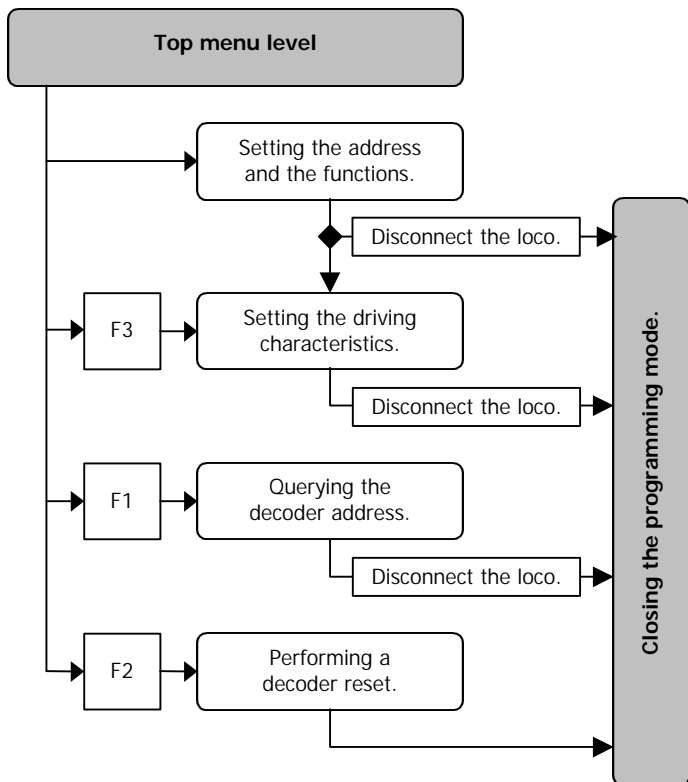 Top menu level
Setting the address
and the functions.
Disconnect the loco.
F3
Setting the driving
characteristics.
Disconnect the loco.
F1
Querying the
decoder address.
Disconnect the loco.
F2
Performing a
decoder reset.
Closing the programming mode.